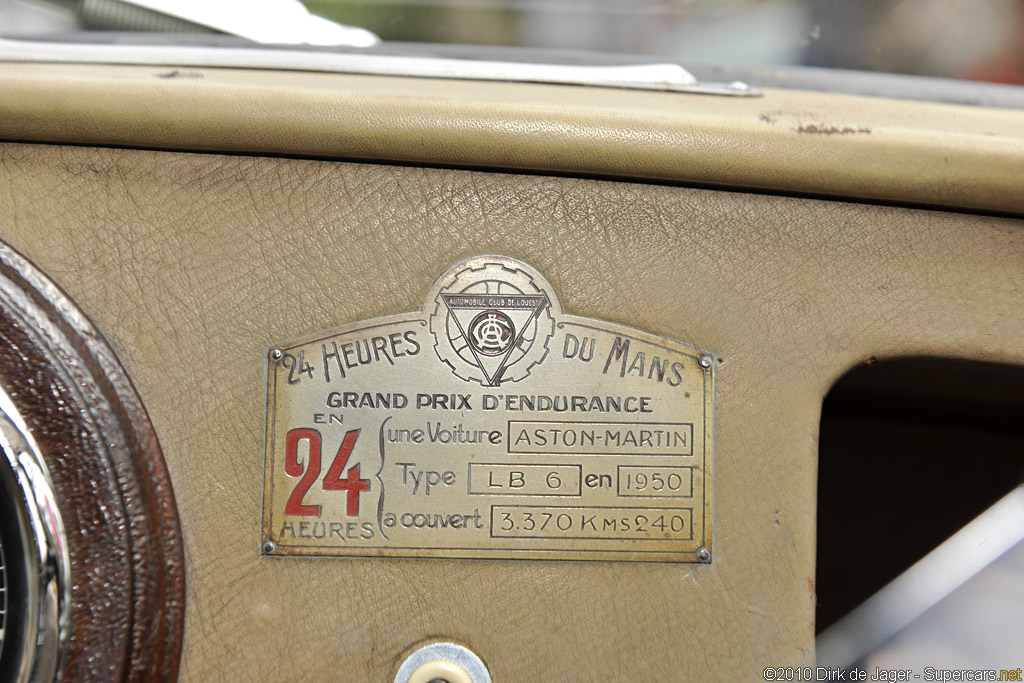 AUTOMOBILE CLUB DE L'OUEST
ACO
24 HEURES DU MANS
GRAND PRIX D'ENDURANCE
EN
24
HEURES
une Voiture ASTON-MARTIN
Type LB 6 en 1950
a couvert 3.370 KMS 240
©2010 Dirk de Jager - Supercars.net